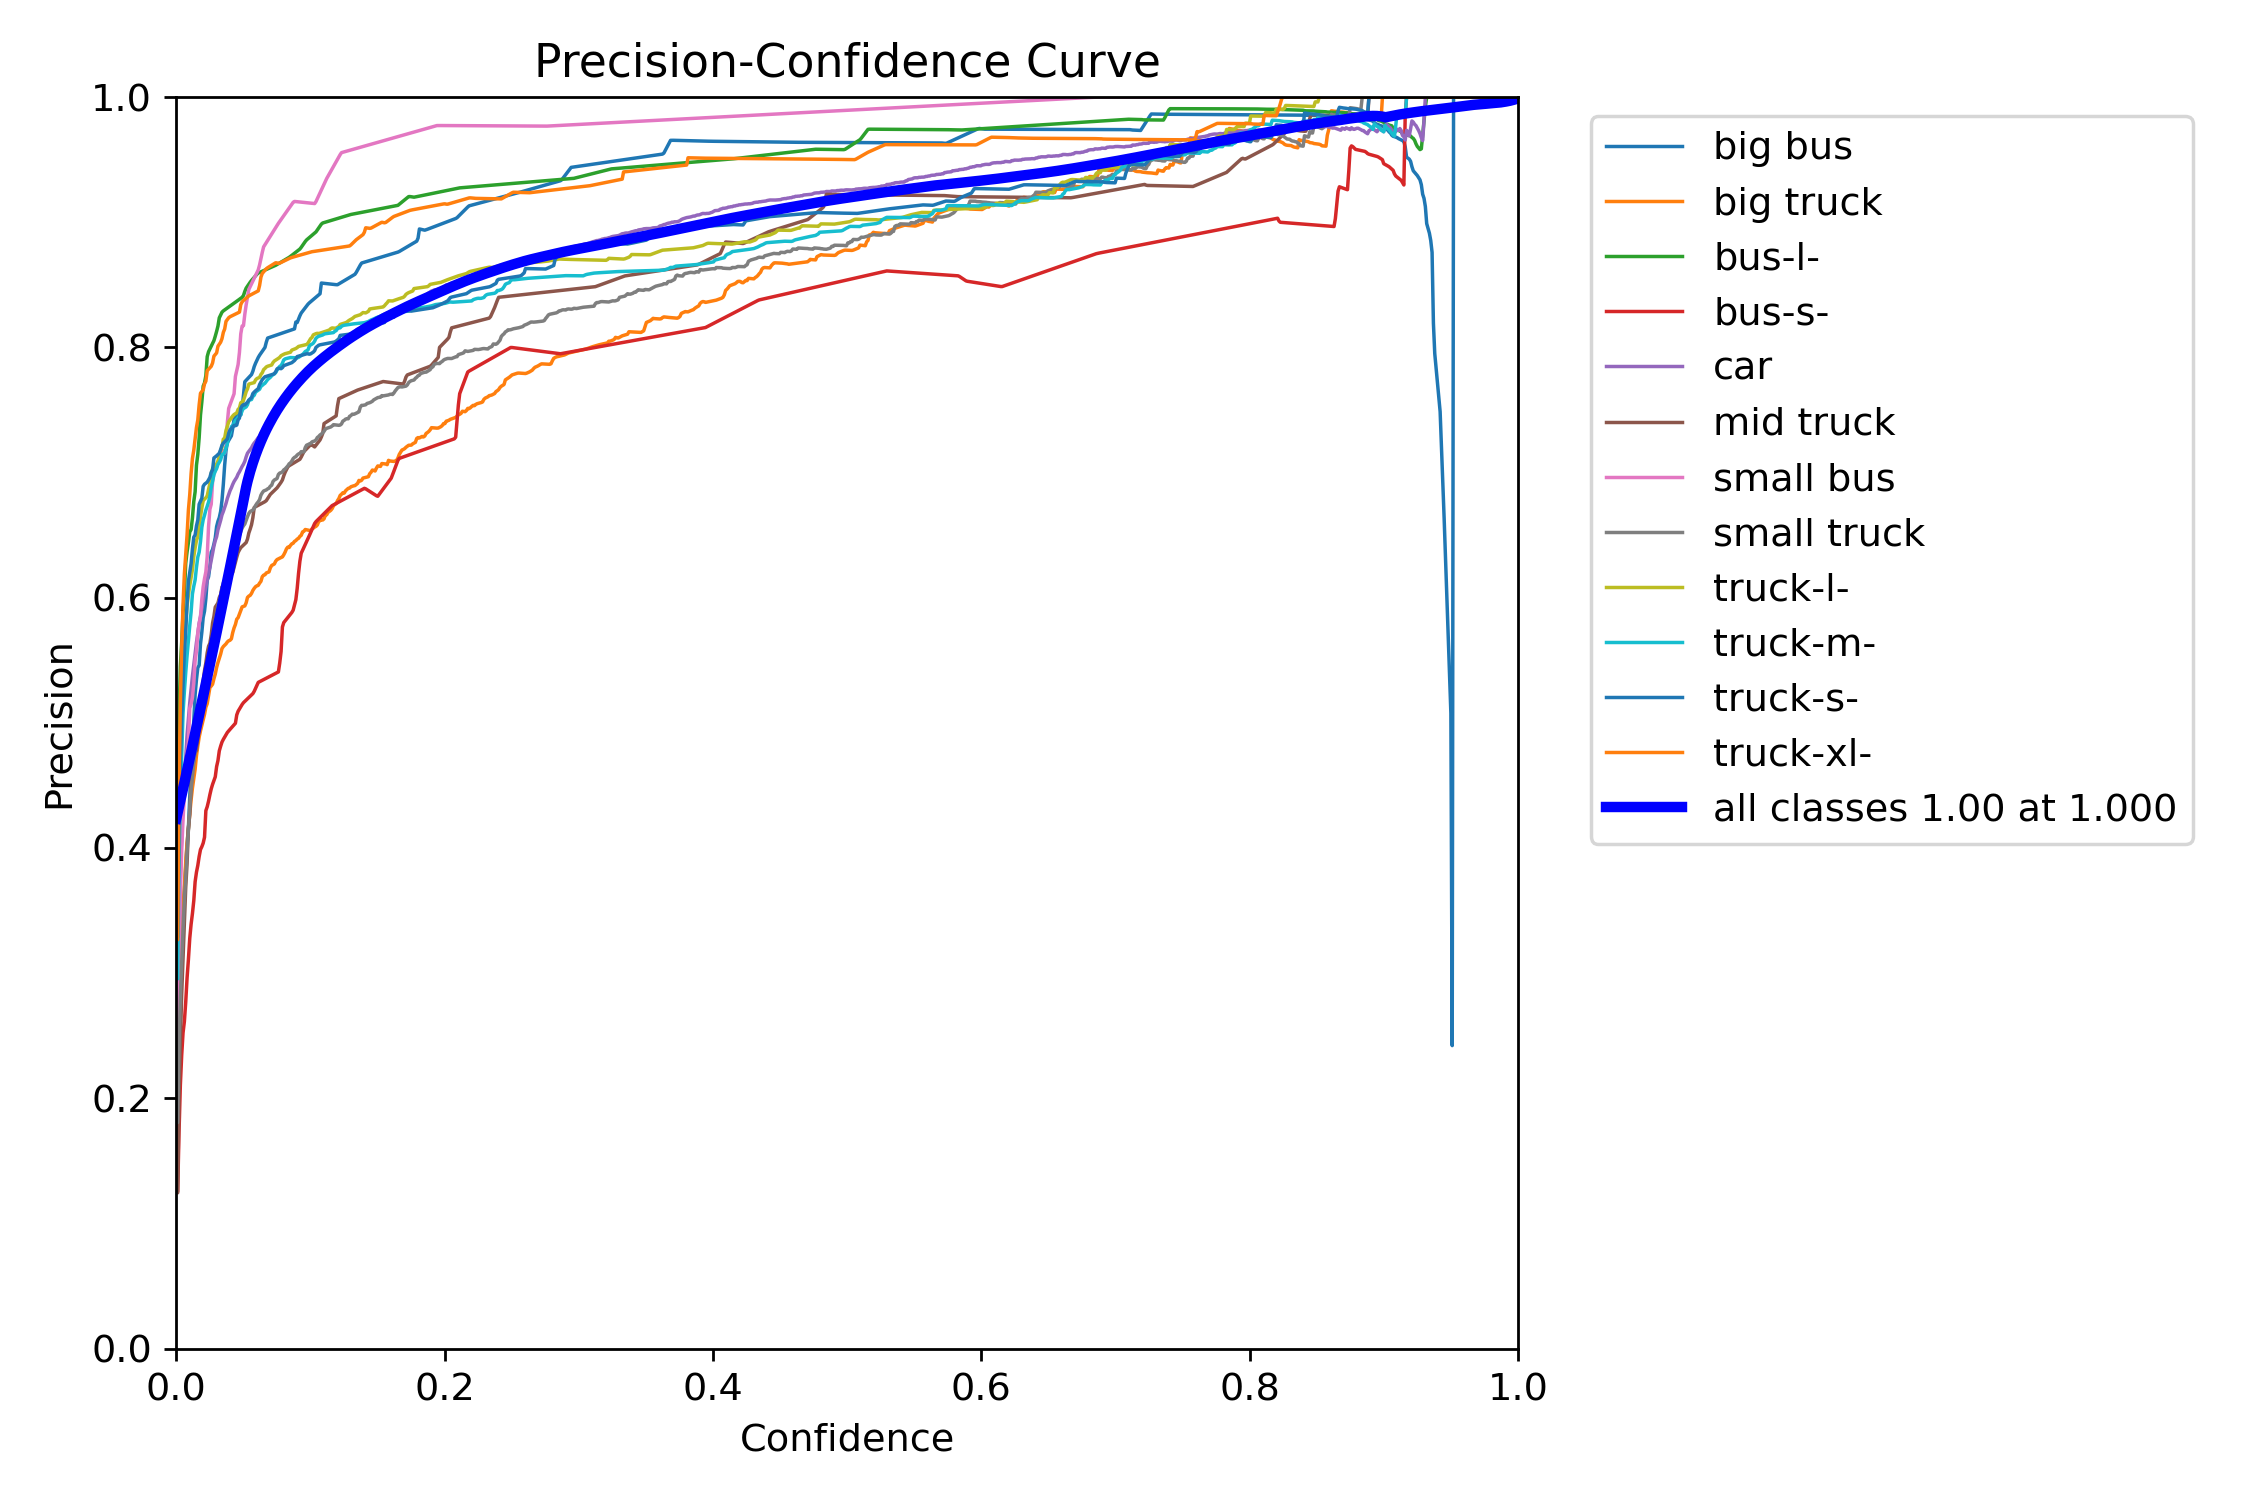 Precision-Confidence Curve
1.0
0.8
0.6
0.4
0.2
0.0
Precision
0.0 0.2 0.4 0.6 0.8 1.0
Confidence
big bus
big truck
bus-l-
bus-s-
car
mid truck
small bus
small truck
truck-l-
truck-m-
truck-s-
truck-xl-
all classes 1.00 at 1.000